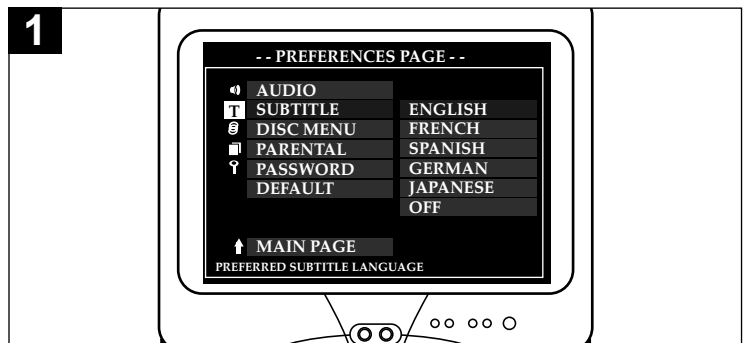 1
- - PREFERENCES PAGE - -
AUDIO
T SUBTITLE ENGLISH
DISC MENU FRENCH
PARENTAL SPANISH
PASSWORD GERMAN
DEFAULT JAPANESE
OFF
MAIN PAGE
PREFERRED SUBTITLE LANGUAGE